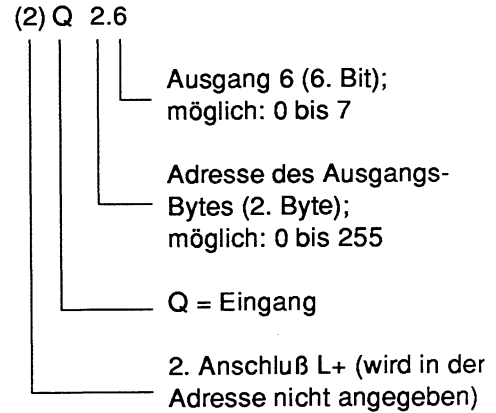 (2) Q 2.6
Ausgang 6 (6. Bit);
möglich: 0 bis 7
Adresse des Ausgangs-
Bytes (2. Byte);
möglich: 0 bis 255
Q = Eingang
2. Anschluß L+ (wird in der
Adresse nicht angegeben)